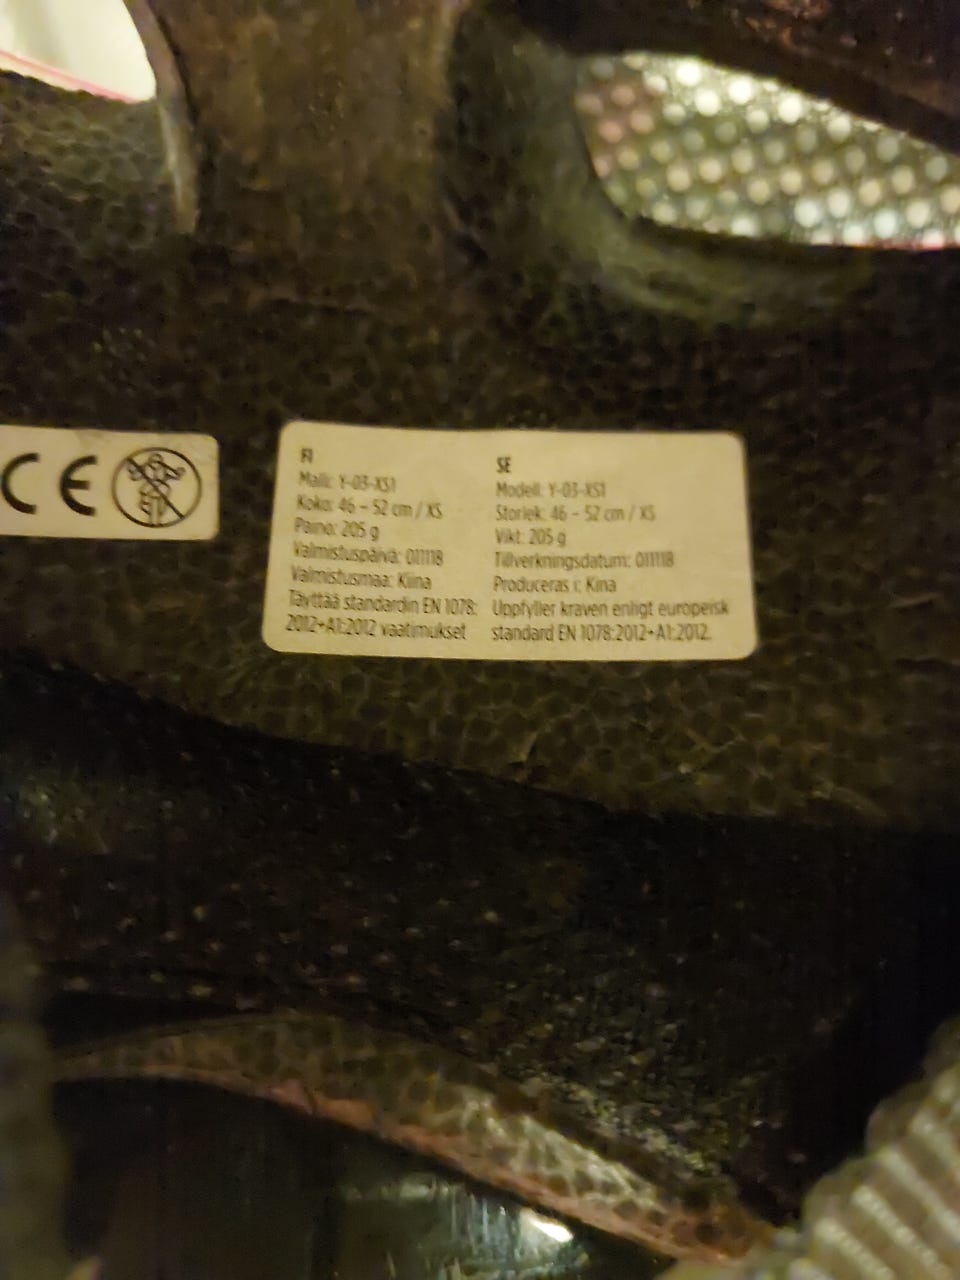 CE
FI
Malli: Y-03-XS1
Koko: 46 – 52 cm / XS
Paino: 205 g
Valmistuspäivä: 011118
Valmistusmaa: Kiina
Täyttää standardin EN 1078:
2012+A1:2012 vaatimukset
SE
Modell: Y-03-XS1
Storlek: 46 – 52 cm / XS
Vikt: 205 g
Tillverkningsdatum: 011118
Produceras i: Kina
Uppfyller kraven enligt europeisk
standard EN 1078:2012+A1:2012.